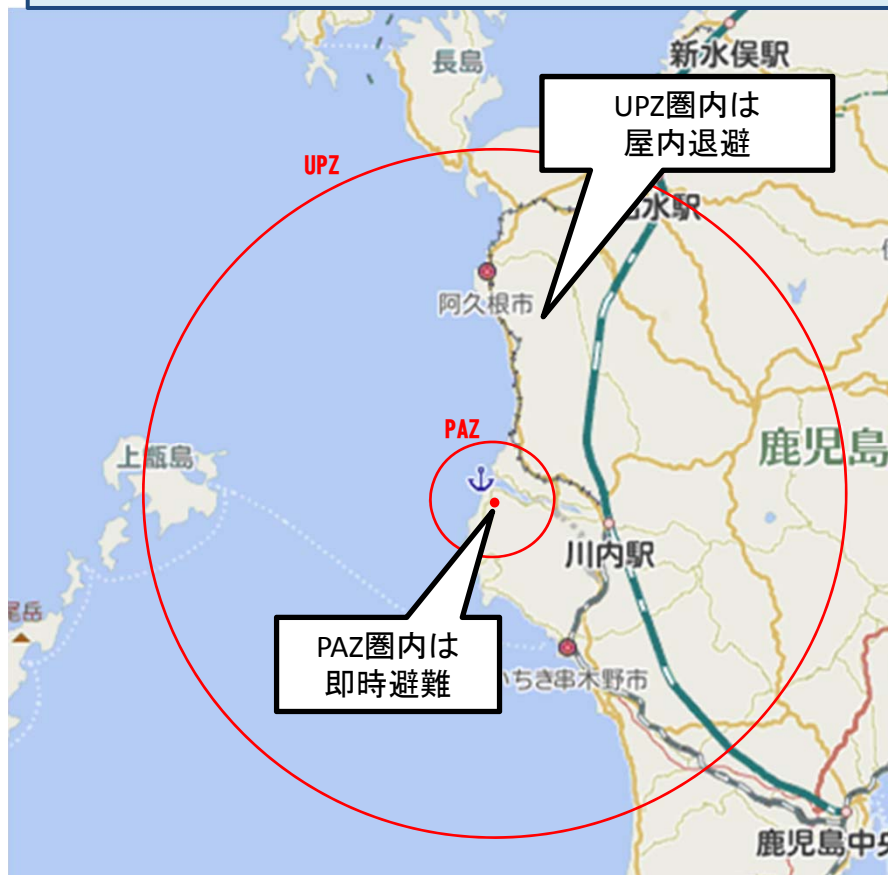 新水俣駅
長島
UPZ圏内は
屋内退避
UPZ
水駅
阿久根市
PAZ
上甑島
鹿児島
川内駅
尾岳
PAZ圏内は
即時避難
ちき串木野市
鹿児島中央